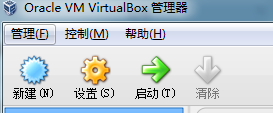 Oracle VM VirtualBox 管理器
管理(F) 控制(M) 帮助(H)
新建(N) 设置(S) 启动(T) 清除